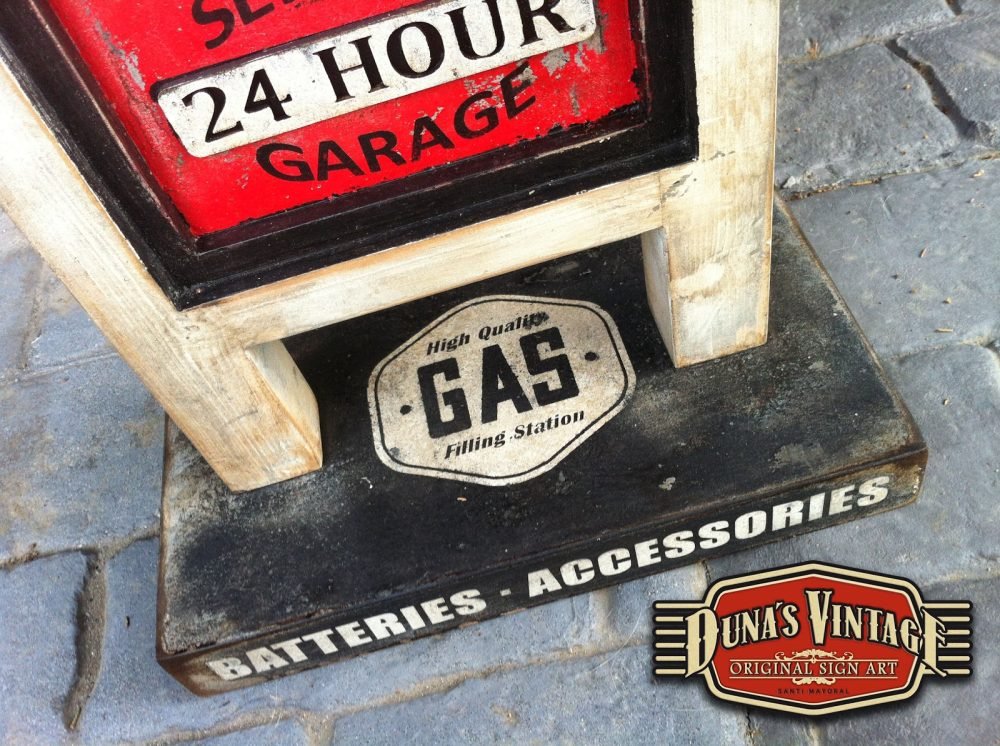 24 HOUR
GARAGE
High Quality
GAS
Filling Station
BATTERIES - ACCESSORIES
DUNA'S VINTAGE
ORIGINAL SIGN ART
SANTI MAYORAL